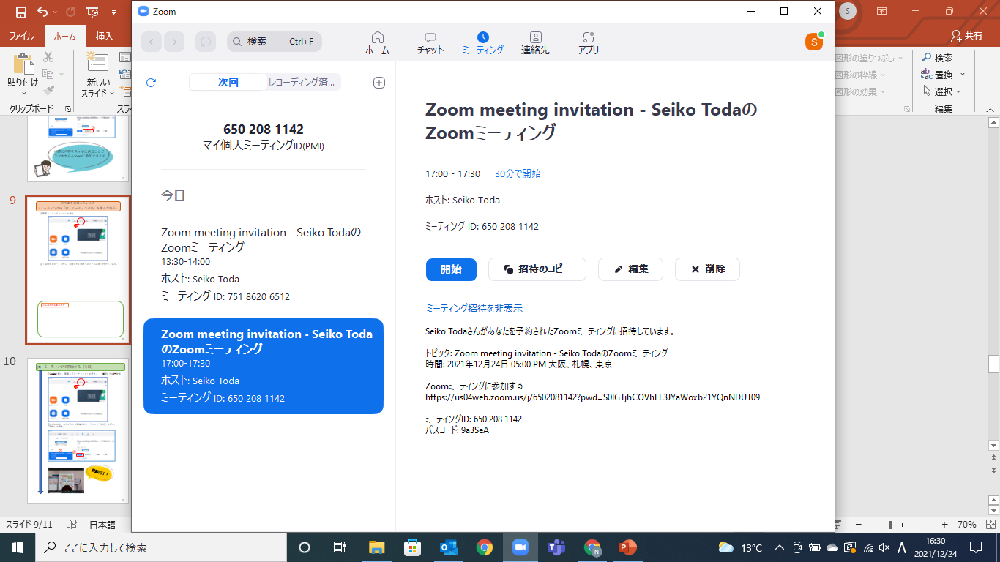 Zoom
S
ファイル
ホーム
挿入
共有
検索
Ctrl+F
ホーム
チャット
ミーティング
連絡先
アプリ
S
貼り付け
新しい
スライド
クリップボード
図形の塗りつぶし
図形の枠線
図形の効果
検索
置換
選択
編集
次回
レコーディング済...
650 208 1142
マイ個人ミーティングID(PMI)
今日
Zoom meeting invitation - Seiko Todaの
Zoomミーティング
13:30-14:00
ホスト: Seiko Toda
ミーティング ID: 751 8620 6512
Zoom meeting invitation - Seiko Toda
のZoomミーティング
17:00-17:30
ホスト: Seiko Toda
ミーティング ID: 650 208 1142
Zoom meeting invitation - Seiko Todaの
Zoomミーティング
17:00 - 17:30 | 30分で開始
ホスト: Seiko Toda
ミーティング ID: 650 208 1142
開始
招待のコピー
編集
削除
ミーティング招待を非表示
Seiko Todaさんがあなたを予約されたZoomミーティングに招待しています。
トピック: Zoom meeting invitation - Seiko TodaのZoomミーティング
時間: 2021年12月24日 05:00 PM 大阪、札幌、東京
Zoomミーティングに参加する
https://us04web.zoom.us/j/6502081142?pwd=S0lGTjhCOVhEL3JYaWoxb21YQnNDUT09
ミーティングID: 650 208 1142
パスコード: 9a3SeA
9
10
スライド 9/11
日本語
70%
ここに入力して検索
13°C
A
16:30
2021/12/24